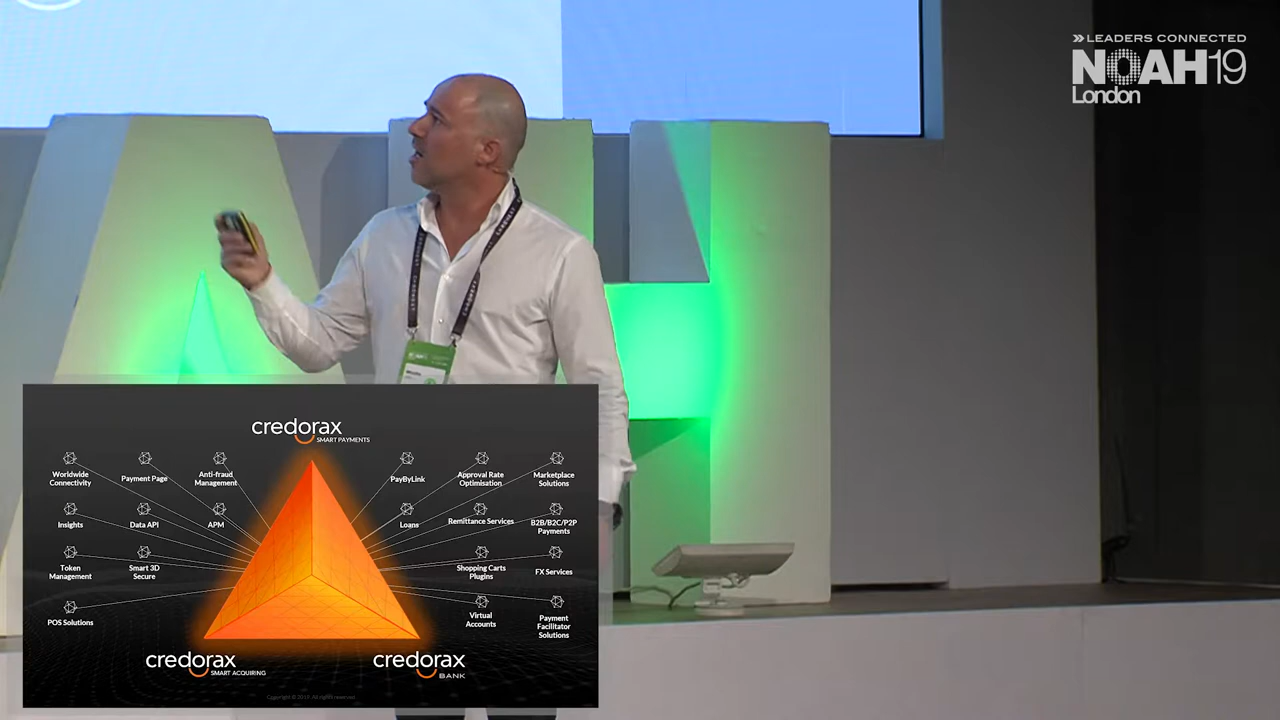 LEADERS CONNECTED
NOAH19
London
credorax
SMART PAYMENTS
Worldwide
Connectivity
Payment Page
Anti-fraud
Management
PayByLink
Approval Rate
Optimisation
Marketplace
Solutions
Insights
Data API
APM
Loans
Remittance Services
B2B/B2C/P2P
Payments
Token
Management
Smart 3D
Secure
Shopping Carts
Plugins
FX Services
POS Solutions
Virtual
Accounts
Payment
Facilitator
Solutions
credorax
SMART ACQUIRING
credorax
BANK